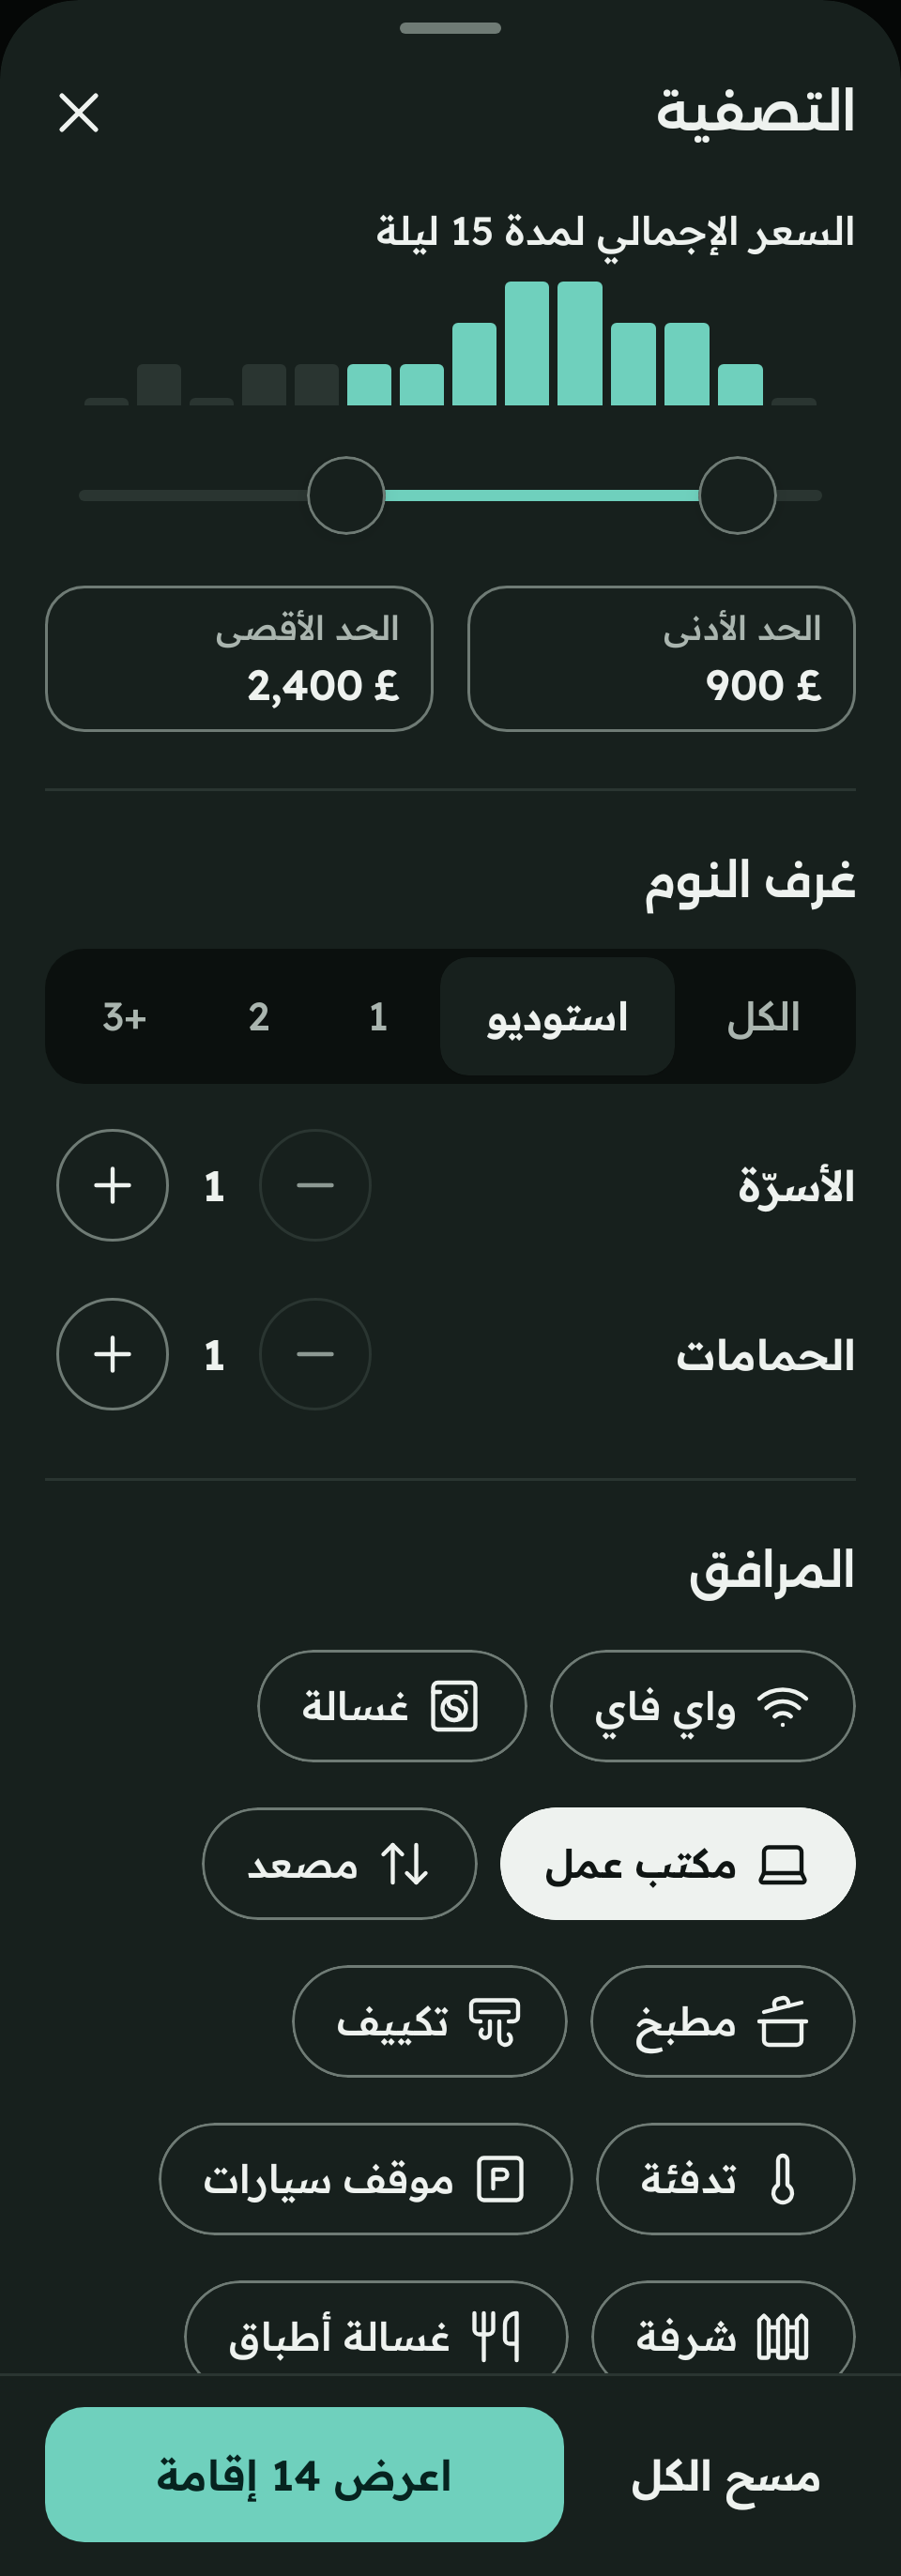 التصفية
السعر الإجمالي لمدة 15 ليلة
الحد الأدنى
£ 900
الحد الأقصى
£ 2,400
غرف النوم
الكل
استوديو
1
2
3+
الأسرّة
1
الحمامات
1
المرافق
واي فاي
غسالة
مكتب عمل
مصعد
مطبخ
تكييف
تدفئة
موقف سيارات
شرفة
غسالة أطباق
مسح الكل
اعرض 14 إقامة